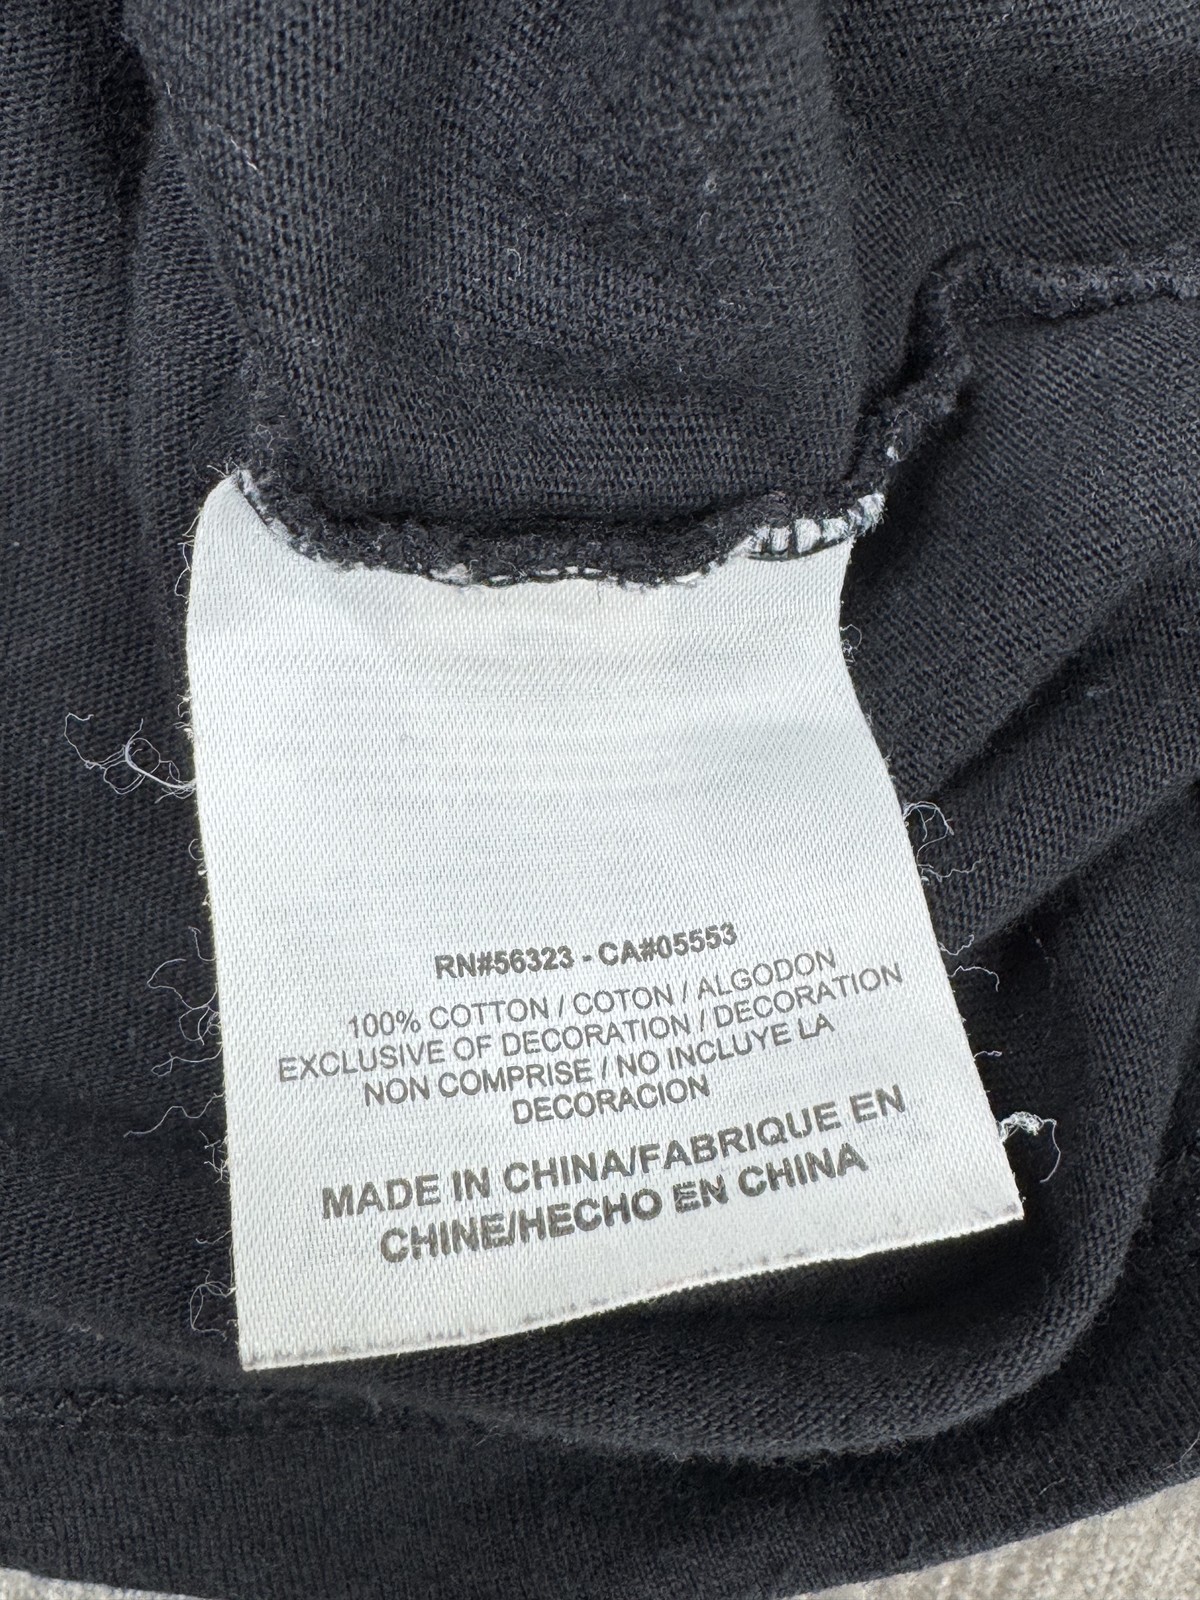 RN#56323 - CA#05553
100% COTTON / COTON / ALGODON
EXCLUSIVE OF DECORATION / DECORATION
NON COMPRISE / NO INCLUYE LA
DECORACION
MADE IN CHINA/FABRIQUE EN
CHINE/HECHO EN CHINA